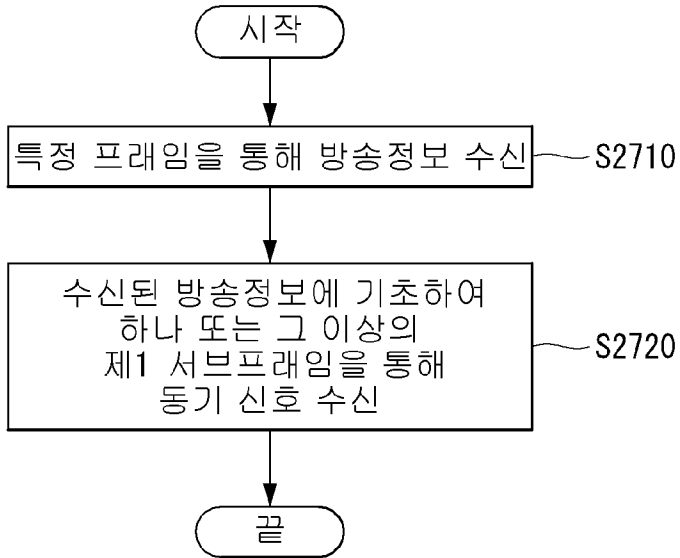 시작
특정 프래임을 통해 방송정보 수신
S2710
수신된 방송정보에 기초하여
하나 또는 그 이상의
제1 서브프래임을 통해
동기 신호 수신
S2720
끝